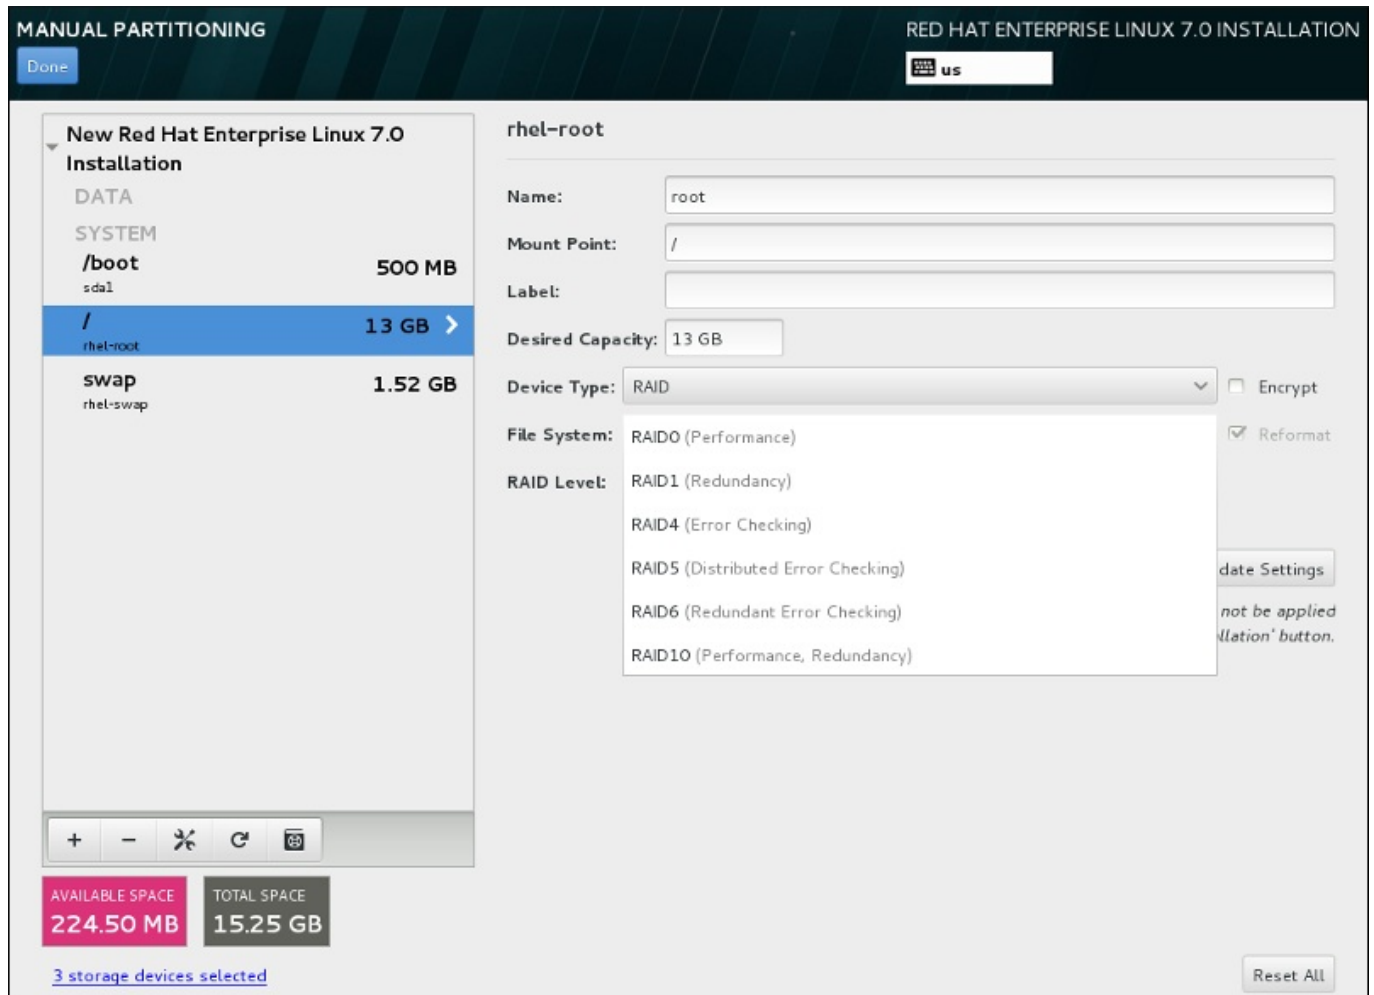 MANUAL PARTITIONING
RED HAT ENTERPRISE LINUX 7.0 INSTALLATION
Done
us
New Red Hat Enterprise Linux 7.0
Installation
DATA
SYSTEM
/boot 500 MB
sda1
/ 13 GB
rhel-root
swap 1.52 GB
rhel-swap
+ −
AVAILABLE SPACE
224.50 MB
TOTAL SPACE
15.25 GB
3 storage devices selected
rhel-root
Name: root
Mount Point: /
Label:
Desired Capacity: 13 GB
Device Type: RAID Encrypt
File System: RAID0 (Performance) Reformat
RAID Level: RAID1 (Redundancy)
RAID4 (Error Checking)
RAID5 (Distributed Error Checking) date Settings
RAID6 (Redundant Error Checking) not be applied
llation' button.
RAID10 (Performance, Redundancy)
Reset All